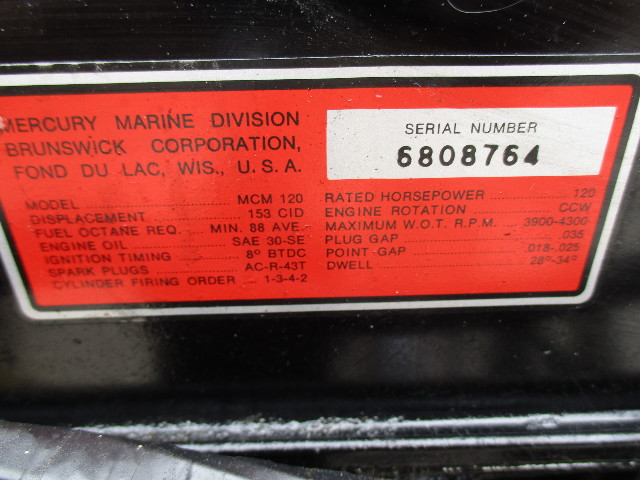 MERCURY MARINE DIVISION
BRUNSWICK CORPORATION,
FOND DU LAC, WIS., U.S.A.
SERIAL NUMBER
6808764
MODEL MCM 120
DISPLACEMENT 153 CID
FUEL OCTANE REQ. MIN. 88 AVE.
ENGINE OIL SAE 30-SE
IGNITION TIMING 8° BTDC
SPARK PLUGS AC-R-43T
CYLINDER FIRING ORDER 1-3-4-2
RATED HORSEPOWER 120
ENGINE ROTATION CCW
MAXIMUM W.O.T. R.P.M. 3900-4300
PLUG GAP .035
POINT GAP .018-.025
DWELL 28°-34°